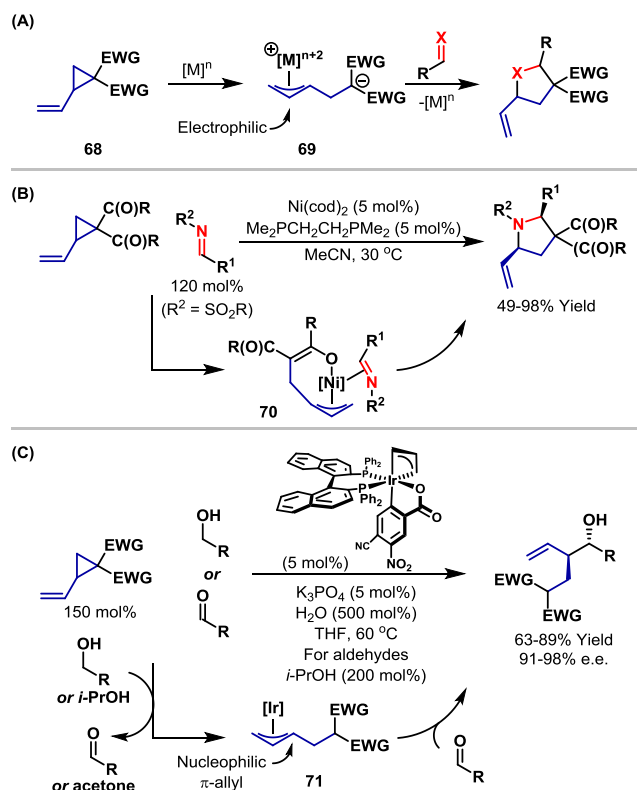 (A)
EWG
EWG
68
[M]ⁿ
⊕
[M]ⁿ⁺²
EWG
⊖
EWG
Electrophilic
69
X
R
-[M]ⁿ
R
X
EWG
EWG
(B)
C(O)R
C(O)R
R²
N
R¹
120 mol%
(R² = SO₂R)
Ni(cod)₂ (5 mol%)
Me₂PCH₂CH₂PMe₂ (5 mol%)
MeCN, 30 °C
R²
R¹
N
C(O)R
C(O)R
49-98% Yield
R
R(O)C
O
R¹
[Ni]
N
R²
70
(C)
EWG
EWG
150 mol%
OH
R
or
O
R
Ph₂
P
Ir
P
Ph₂
O
O
NC
NO₂
(5 mol%)
K₃PO₄ (5 mol%)
H₂O (500 mol%)
THF, 60 °C
For aldehydes
i-PrOH (200 mol%)
OH
R
EWG
EWG
63-89% Yield
91-98% e.e.
OH
R
or i-PrOH
O
R
or acetone
[Ir]
EWG
EWG
Nucleophilic
π-allyl
71
O
R